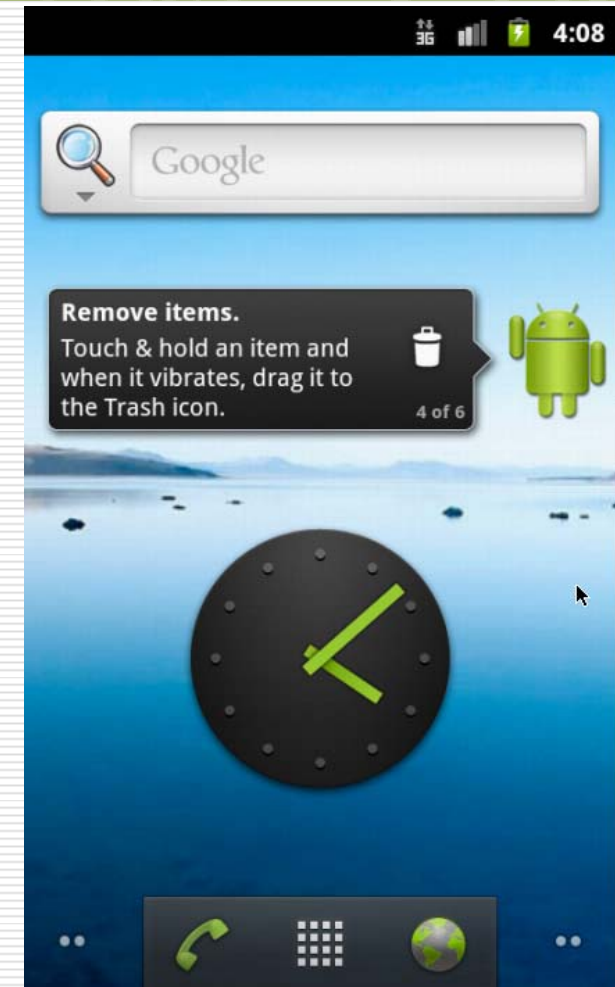 3G 4:08
Google
Remove items.
Touch & hold an item and
when it vibrates, drag it to
the Trash icon.
4 of 6